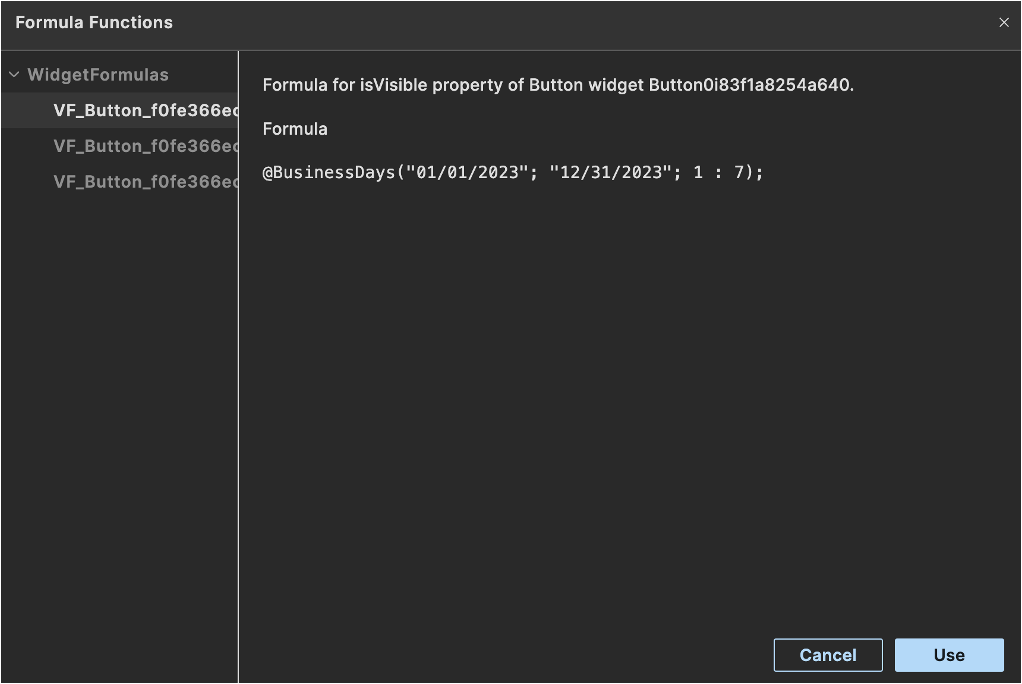 Formula Functions
WidgetFormulas
VF_Button_f0fe366ec
VF_Button_f0fe366ec
VF_Button_f0fe366ec
Formula for isVisible property of Button widget Button0i83f1a8254a640.
Formula
@BusinessDays("01/01/2023"; "12/31/2023"; 1 : 7);
Cancel
Use